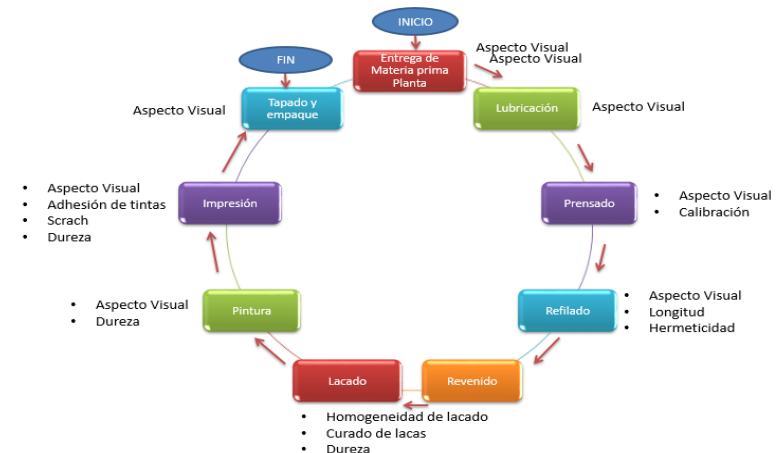 INICIO
FIN
Entrega de
Materia prima
Planta
Aspecto Visual
Aspecto Visual
Lubricación
Aspecto Visual
Prensado
• Aspecto Visual
• Calibración
Refilado
• Aspecto Visual
• Longitud
• Hermeticidad
Revenido
Lacado
• Homogeneidad de lacado
• Curado de lacas
• Dureza
Pintura
• Aspecto Visual
• Dureza
Impresión
• Aspecto Visual
• Adhesión de tintas
• Scrach
• Dureza
Tapado y
empaque
Aspecto Visual